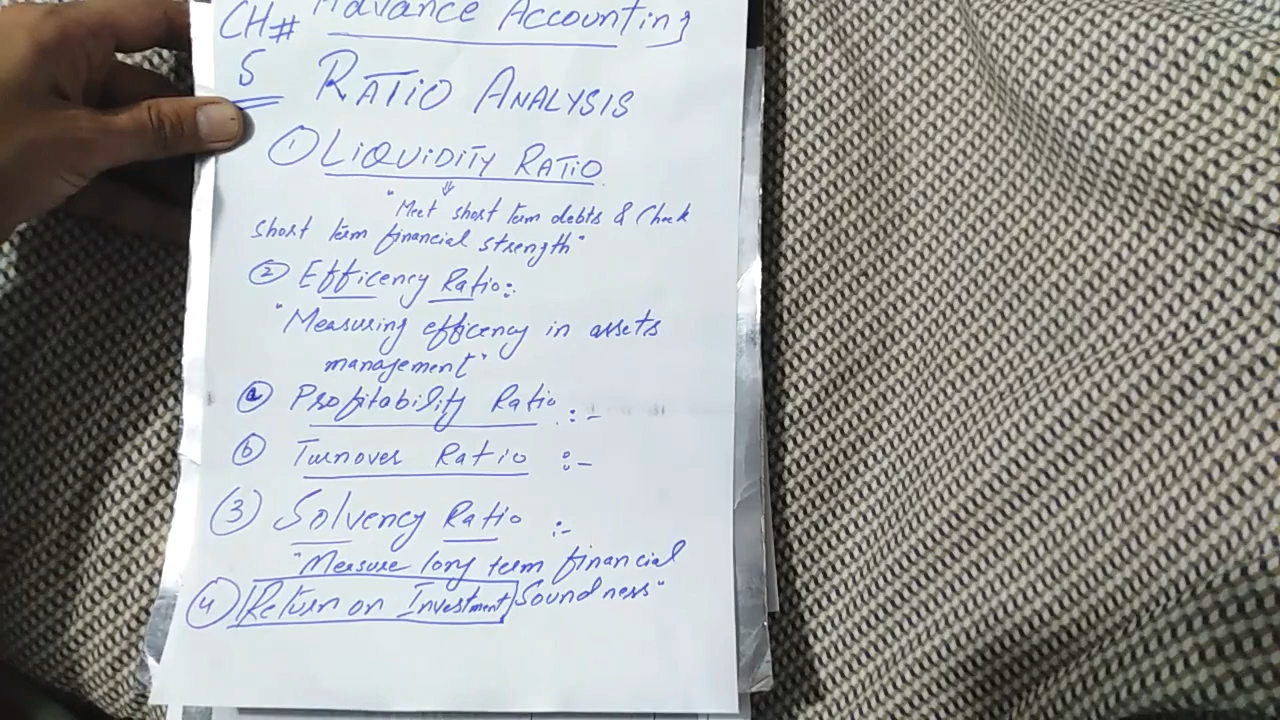 CH# Advance Accounting
5 RATIO ANALYSIS
① LIQUIDITY RATIO
"Meet short term debts & Check
short term financial strength"
② Efficency Ratio:
"Measuring efficency in assets
management"
ⓐ Profitability Ratio :-
ⓑ Turnover Ratio :-
③ Solvency Ratio :-
"Measure long term financial
Soundness"
④ Return on Investment